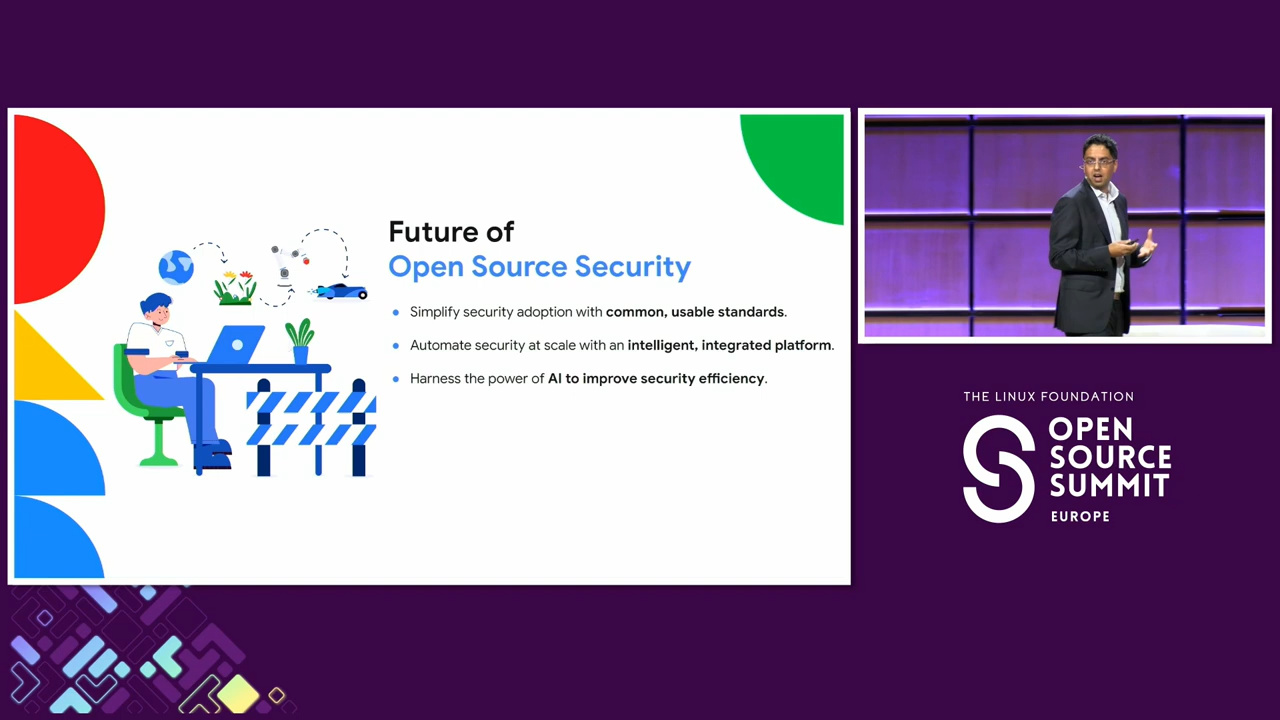 Future of
Open Source Security
Simplify security adoption with common, usable standards.
Automate security at scale with an intelligent, integrated platform.
Harness the power of AI to improve security efficiency.
THE LINUX FOUNDATION
OPEN
SOURCE
SUMMIT
EUROPE